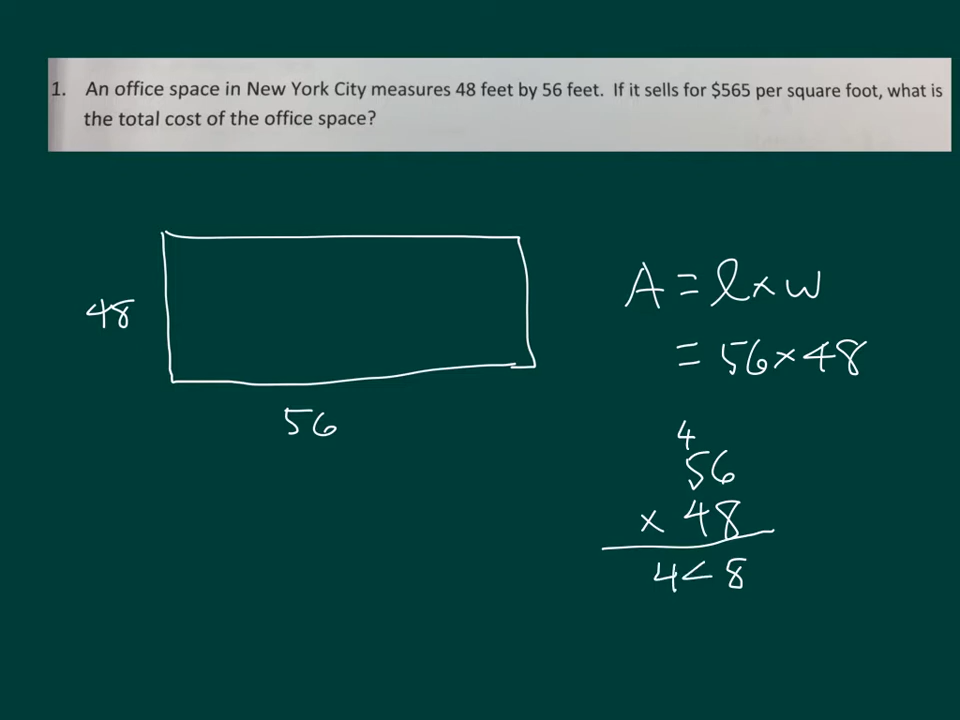 1. An office space in New York City measures 48 feet by 56 feet. If it sells for $565 per square foot, what is
the total cost of the office space?
48
56
A = l x w
= 56 x 48
4
56
x 48
4 8